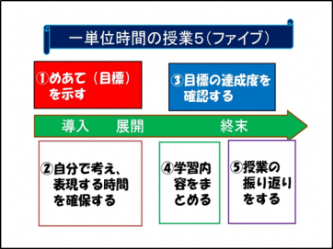 一単位時間の授業5(ファイブ)
①めあて(目標)
を示す
③目標の達成度を
確認する
導入 展開 終末
②自分で考え、
表現する時間
を確保する
④学習内
容をま
とめる
⑤授業の
振り返り
をする